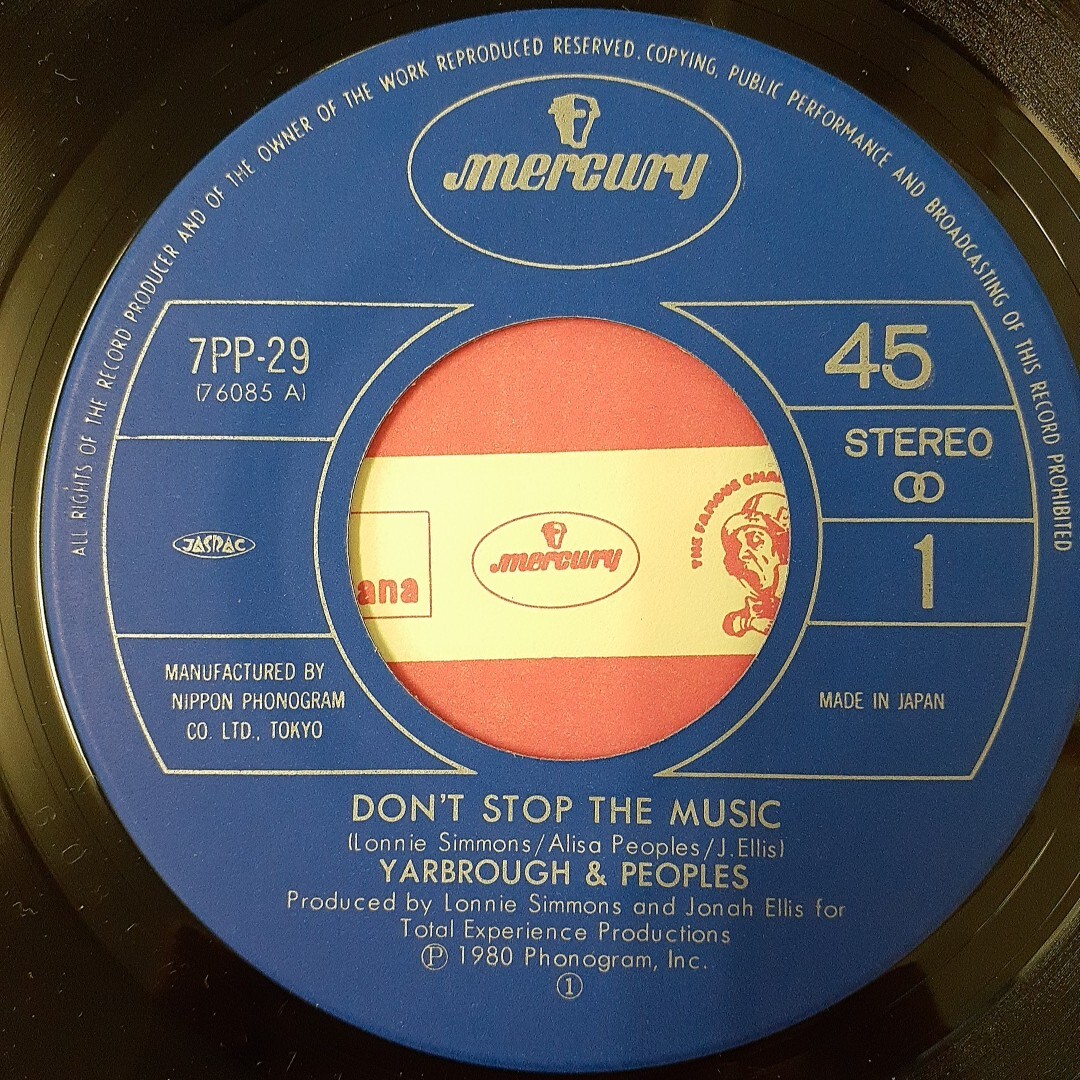 ALL RIGHTS OF THE RECORD PRODUCER AND OF THE OWNER OF THE WORK REPRODUCED RESERVED. COPYING, PUBLIC PERFORMANCE AND BROADCASTING OF THIS RECORD PROHIBITED
mercury
7PP-29
(76085 A)
45
STEREO
1
JASRAC
MANUFACTURED BY
NIPPON PHONOGRAM
CO. LTD., TOKYO
MADE IN JAPAN
ana
mercury
THE FAMOUS
DON'T STOP THE MUSIC
(Lonnie Simmons/Alisa Peoples/J.Ellis)
YARBROUGH & PEOPLES
Produced by Lonnie Simmons and Jonah Ellis for
Total Experience Productions
Ⓟ 1980 Phonogram, Inc.
①